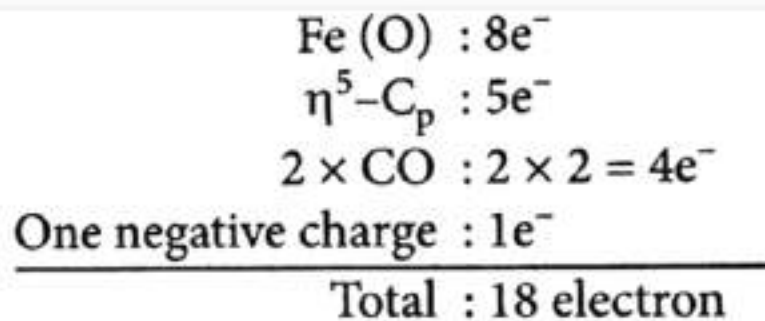 Fe (O) : 8e⁻
η⁵–Cₚ : 5e⁻
2 × CO : 2 × 2 = 4e⁻
One negative charge : 1e⁻
Total : 18 electron